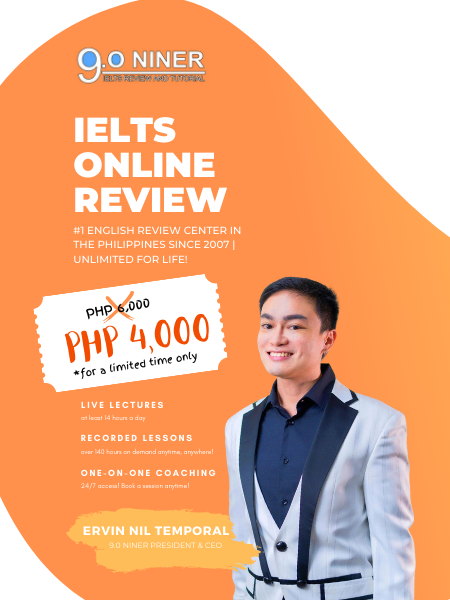 9.0 NINER
IELTS REVIEW AND TUTORIAL
IELTS
ONLINE
REVIEW
#1 ENGLISH REVIEW CENTER IN
THE PHILIPPINES SINCE 2007 |
UNLIMITED FOR LIFE!
PHP 6,000
PHP 4,000
*for a limited time only
LIVE LECTURES
at least 14 hours a day
RECORDED LESSONS
over 140 hours on demand anytime, anywhere!
ONE-ON-ONE COACHING
24/7 access! Book a session anytime!
ERVIN NIL TEMPORAL
9.0 NINER PRESIDENT & CEO